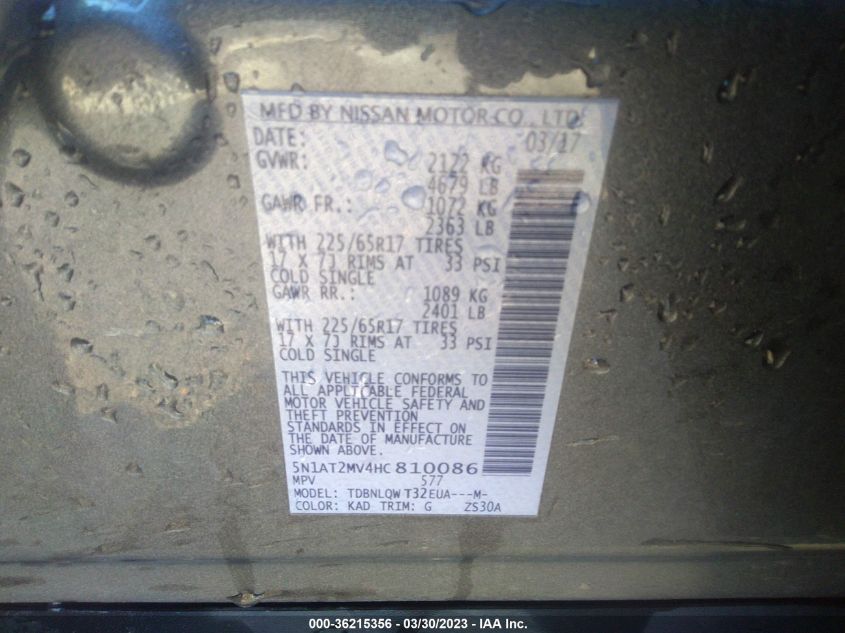 MFD BY NISSAN MOTOR CO., LTD.
DATE: 03/17
GVWR: 2122 KG
4679 LB
GAWR FR.: 1072 KG
2363 LB
WITH 225/65R17 TIRES
17 X 7J RIMS AT 33 PSI
COLD SINGLE
GAWR RR.: 1089 KG
2401 LB
WITH 225/65R17 TIRES
17 X 7J RIMS AT 33 PSI
COLD SINGLE
THIS VEHICLE CONFORMS TO
ALL APPLICABLE FEDERAL
MOTOR VEHICLE SAFETY AND
THEFT PREVENTION
STANDARDS IN EFFECT ON
THE DATE OF MANUFACTURE
SHOWN ABOVE.
5N1AT2MV4HC810086
MPV 577
MODEL: TDBNLQW T32EUA---M-
COLOR: KAD TRIM: G ZS30A
000-36215356 — 03/30/2023 — IAA Inc.